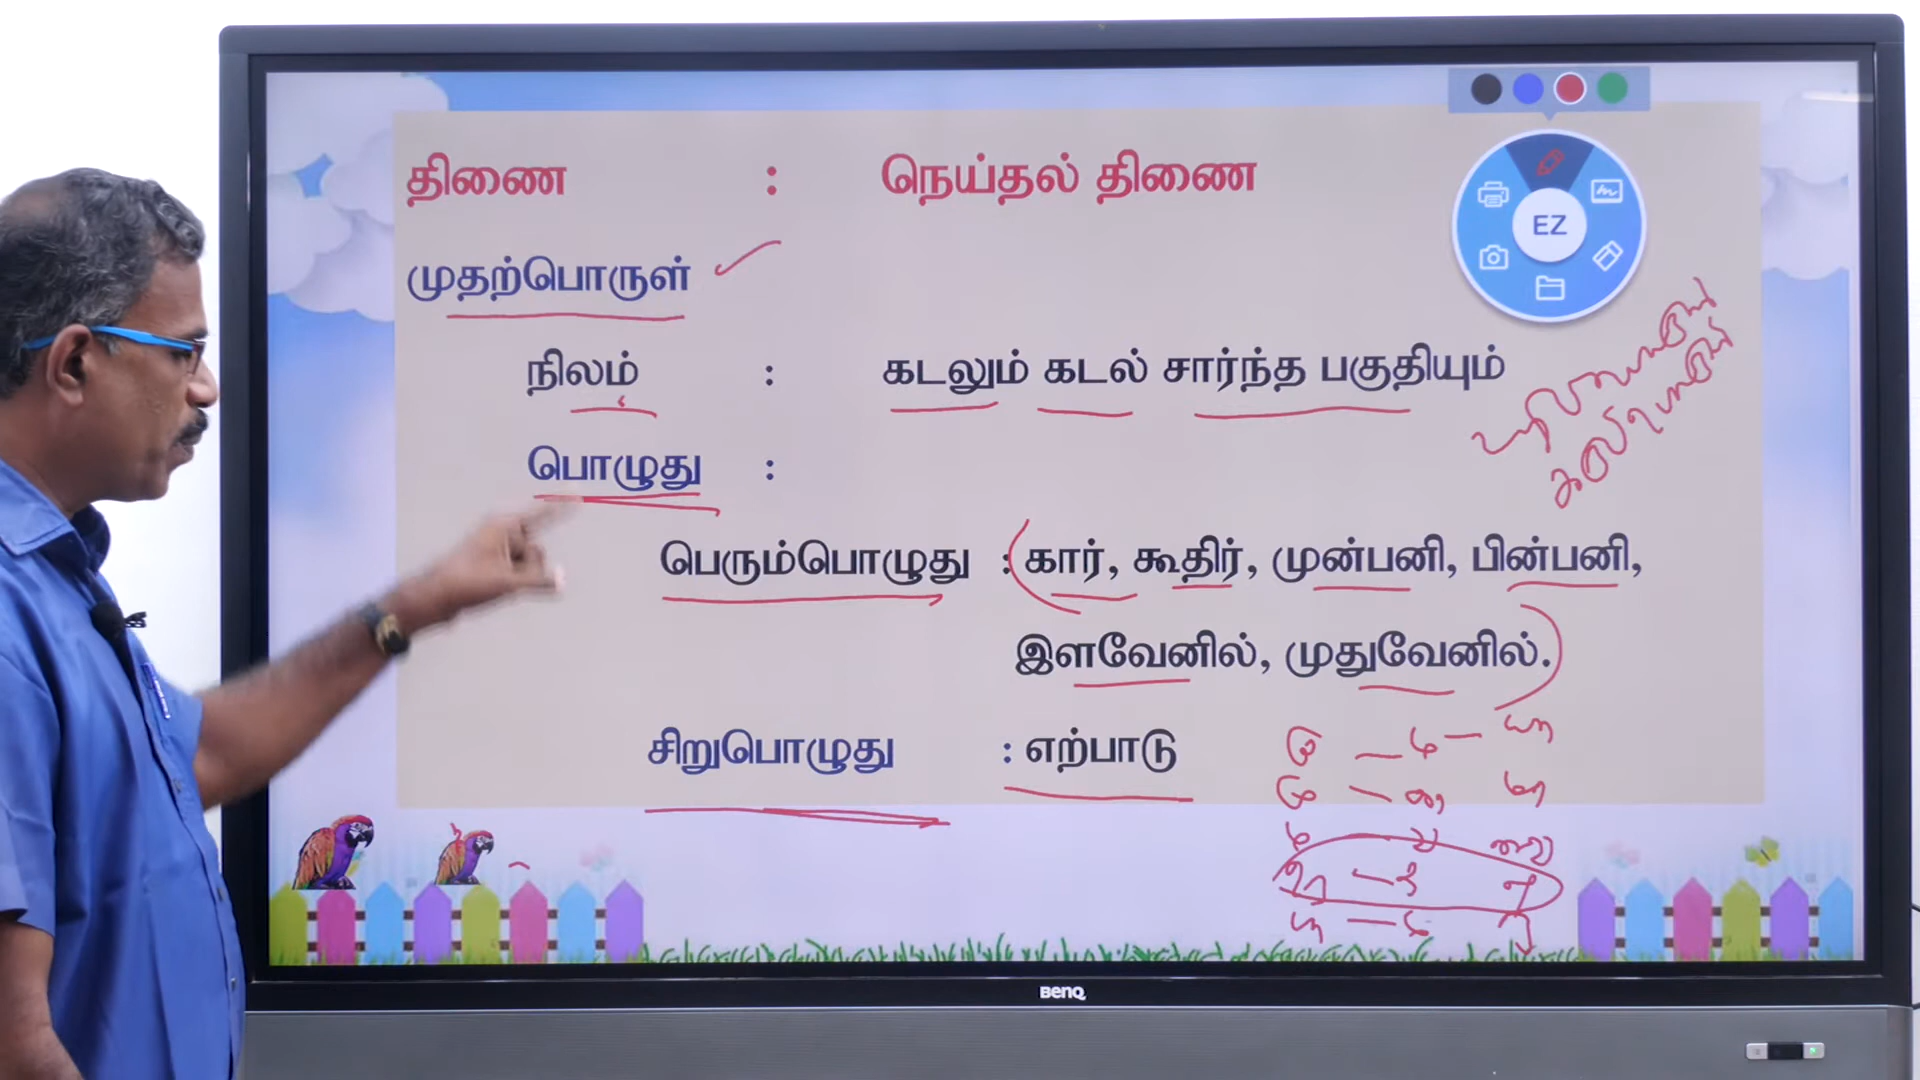 திணை : நெய்தல் திணை
EZ
முதற்பொருள்
நிலம் : கடலும் கடல் சார்ந்த பகுதியும்
பொழுது :
பெரும்பொழுது : கார், கூதிர், முன்பனி, பின்பனி,
இளவேனில், முதுவேனில்.
சிறுபொழுது : எற்பாடு
BenQ